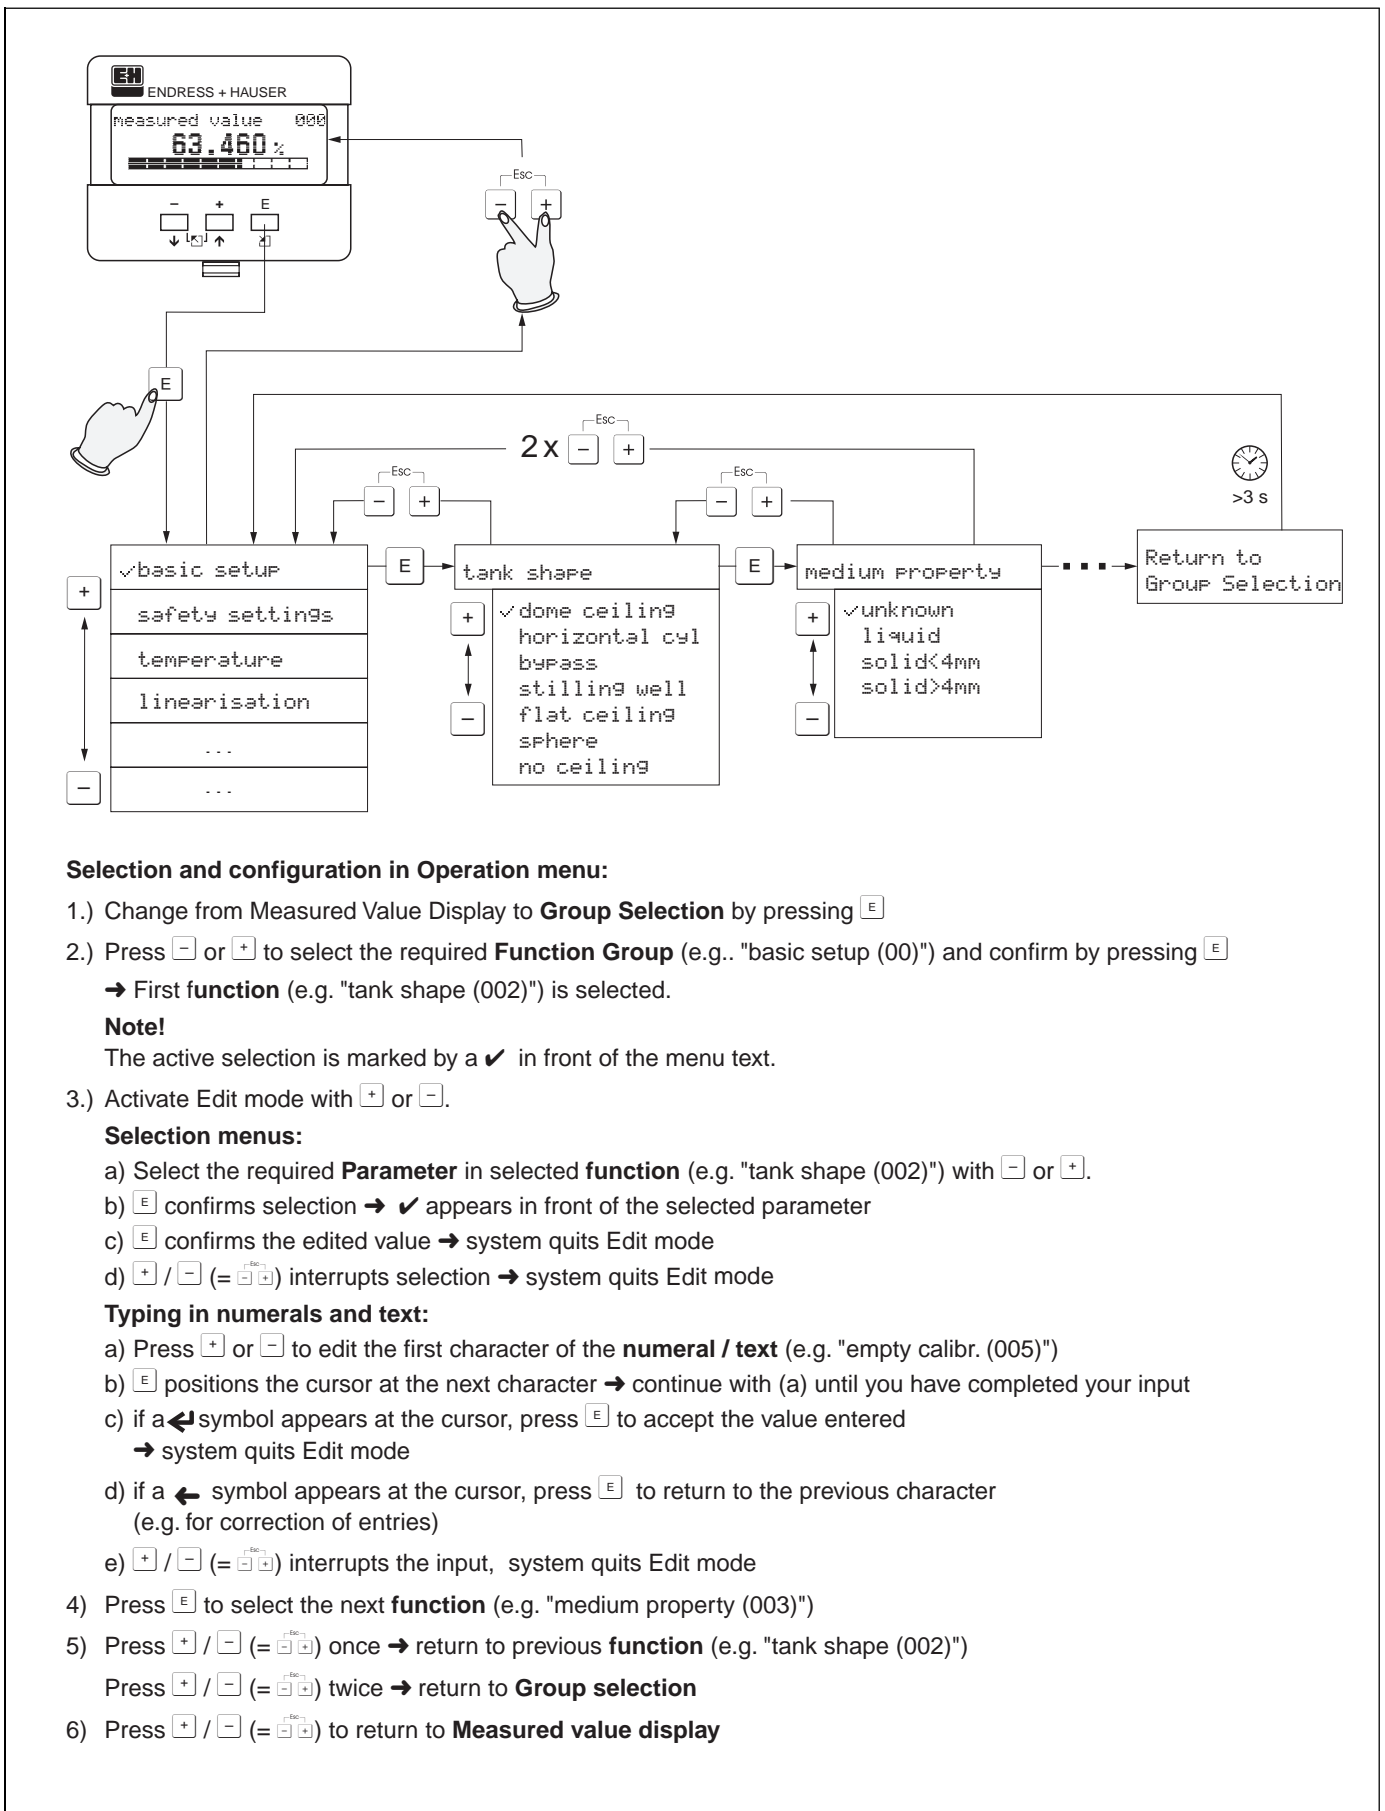 E+H
ENDRESS + HAUSER
measured value 000
63.460 %
– + E
Esc
– +
E
Esc
2x – +
Esc
– +
Esc
– +
>3 s
✓basic setup
safety settings
temperature
linearisation
...
...
+
–
E
tank shape
✓dome ceiling
horizontal cyl
bypass
stilling well
flat ceiling
sphere
no ceiling
+
–
E
medium property
✓unknown
liquid
solid<4mm
solid>4mm
+
–
Return to
Group Selection
Selection and configuration in Operation menu:
1.) Change from Measured Value Display to Group Selection by pressing E
2.) Press – or + to select the required Function Group (e.g.. "basic setup (00)") and confirm by pressing E
➜ First function (e.g. "tank shape (002)") is selected.
Note!
The active selection is marked by a ✔ in front of the menu text.
3.) Activate Edit mode with + or –.
Selection menus:
a) Select the required Parameter in selected function (e.g. "tank shape (002)") with – or +.
b) E confirms selection ➜ ✔ appears in front of the selected parameter
c) E confirms the edited value ➜ system quits Edit mode
d) + / – (= Esc – +) interrupts selection ➜ system quits Edit mode
Typing in numerals and text:
a) Press + or – to edit the first character of the numeral / text (e.g. "empty calibr. (005)")
b) E positions the cursor at the next character ➜ continue with (a) until you have completed your input
c) if a ↵ symbol appears at the cursor, press E to accept the value entered
➜ system quits Edit mode
d) if a ← symbol appears at the cursor, press E to return to the previous character
(e.g. for correction of entries)
e) + / – (= Esc – +) interrupts the input, system quits Edit mode
4) Press E to select the next function (e.g. "medium property (003)")
5) Press + / – (= Esc – +) once ➜ return to previous function (e.g. "tank shape (002)")
Press + / – (= Esc – +) twice ➜ return to Group selection
6) Press + / – (= Esc – +) to return to Measured value display